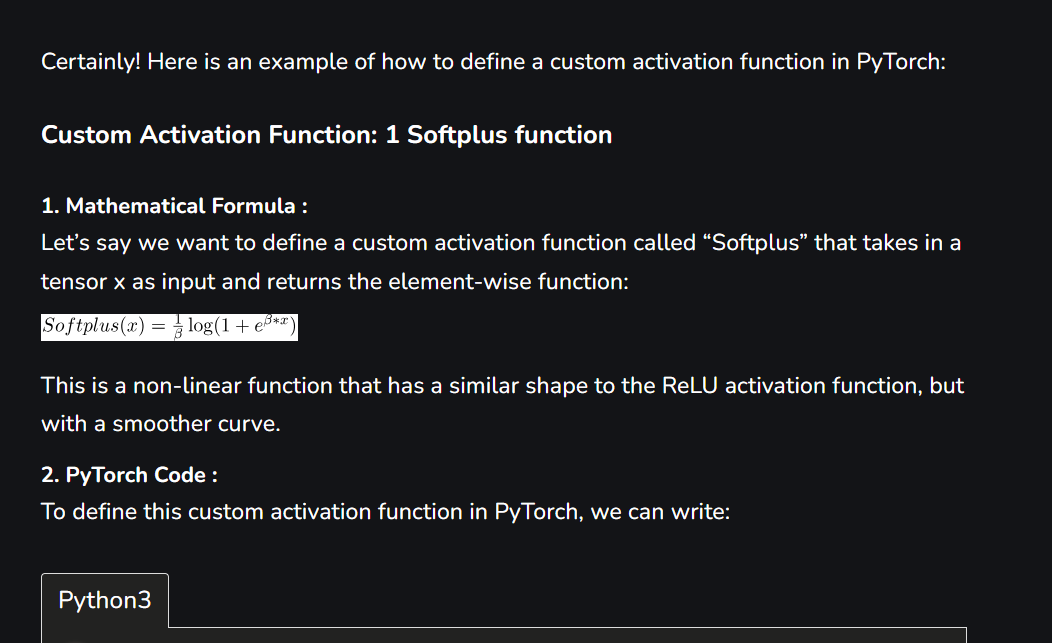 Certainly! Here is an example of how to define a custom activation function in PyTorch:
Custom Activation Function: 1 Softplus function
1. Mathematical Formula :
Let’s say we want to define a custom activation function called “Softplus” that takes in a
tensor x as input and returns the element-wise function:
Softplus(x) = \frac{1}{β} log(1 + e^{β*x})
This is a non-linear function that has a similar shape to the ReLU activation function, but
with a smoother curve.
2. PyTorch Code :
To define this custom activation function in PyTorch, we can write:
Python3